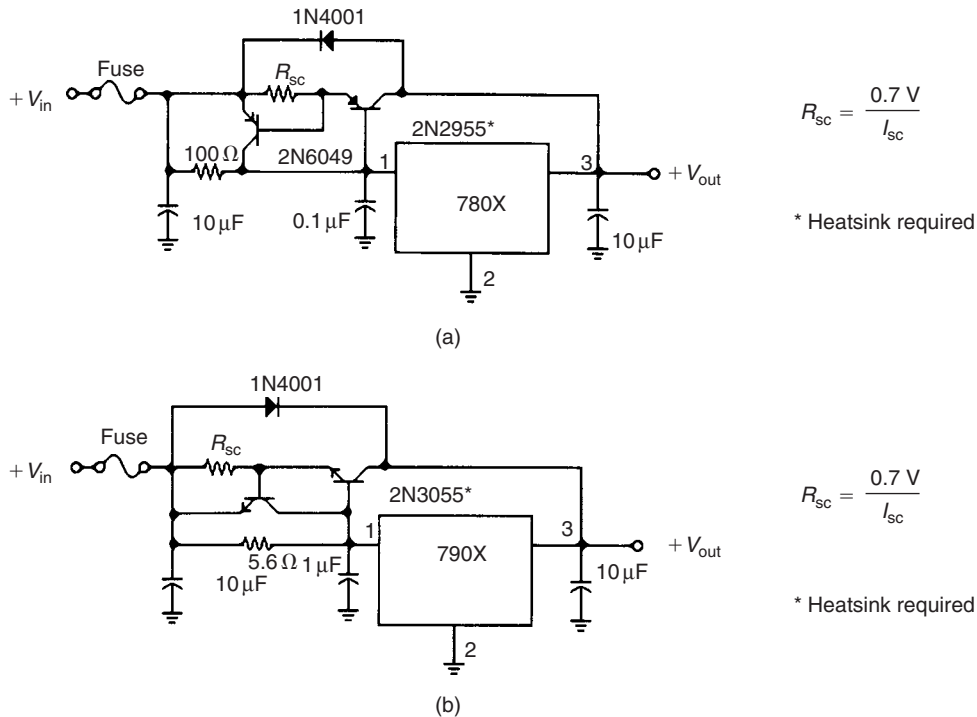 1N4001
Fuse
R_sc
+V_in
2N2955*
R_sc = 0.7 V / I_sc
100 Ω
2N6049
1
3
+V_out
780X
10 µF
0.1 µF
10 µF
* Heatsink required
2
(a)
1N4001
Fuse
R_sc
+V_in
2N3055*
R_sc = 0.7 V / I_sc
1
3
790X
+V_out
5.6 Ω
1 µF
10 µF
10 µF
* Heatsink required
2
(b)